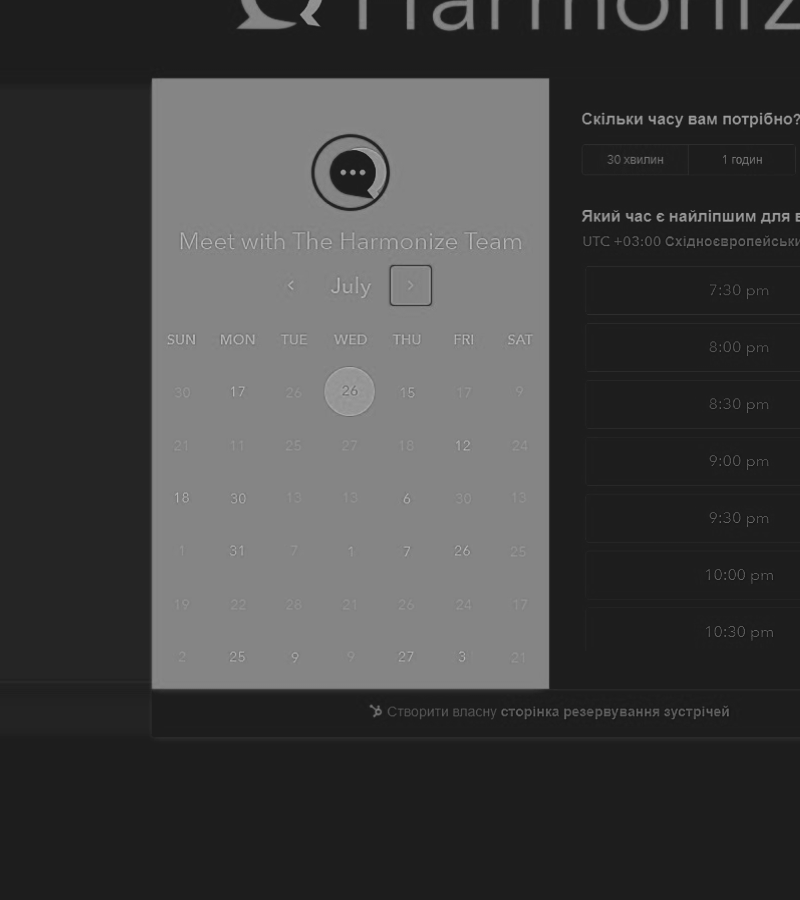 Harmoniz
Meet with The Harmonize Team
July
SUN MON TUE WED THU FRI SAT
30 17 26 26 15 17 9
21 11 25 27 18 12 24
18 30 13 13 6 30 13
1 31 7 1 7 26 25
19 22 28 21 26 24 17
2 25 9 9 27 3 21
Скільки часу вам потрібно?
30 хвилин
1 годин
Який час є найліпшим для в
UTC +03:00 Східноєвропейськи
7:30 pm
8:00 pm
8:30 pm
9:00 pm
9:30 pm
10:00 pm
10:30 pm
Створити власну сторінка резервування зустрічей